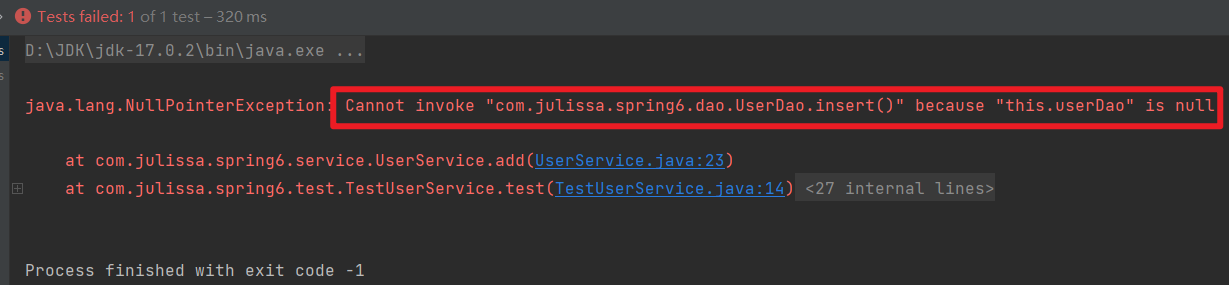 Tests failed: 1 of 1 test – 320 ms
D:\JDK\jdk-17.0.2\bin\java.exe ...
java.lang.NullPointerException: Cannot invoke "com.julissa.spring6.dao.UserDao.insert()" because "this.userDao" is null
at com.julissa.spring6.service.UserService.add(UserService.java:23)
at com.julissa.spring6.test.TestUserService.test(TestUserService.java:14) <27 internal lines>
Process finished with exit code -1